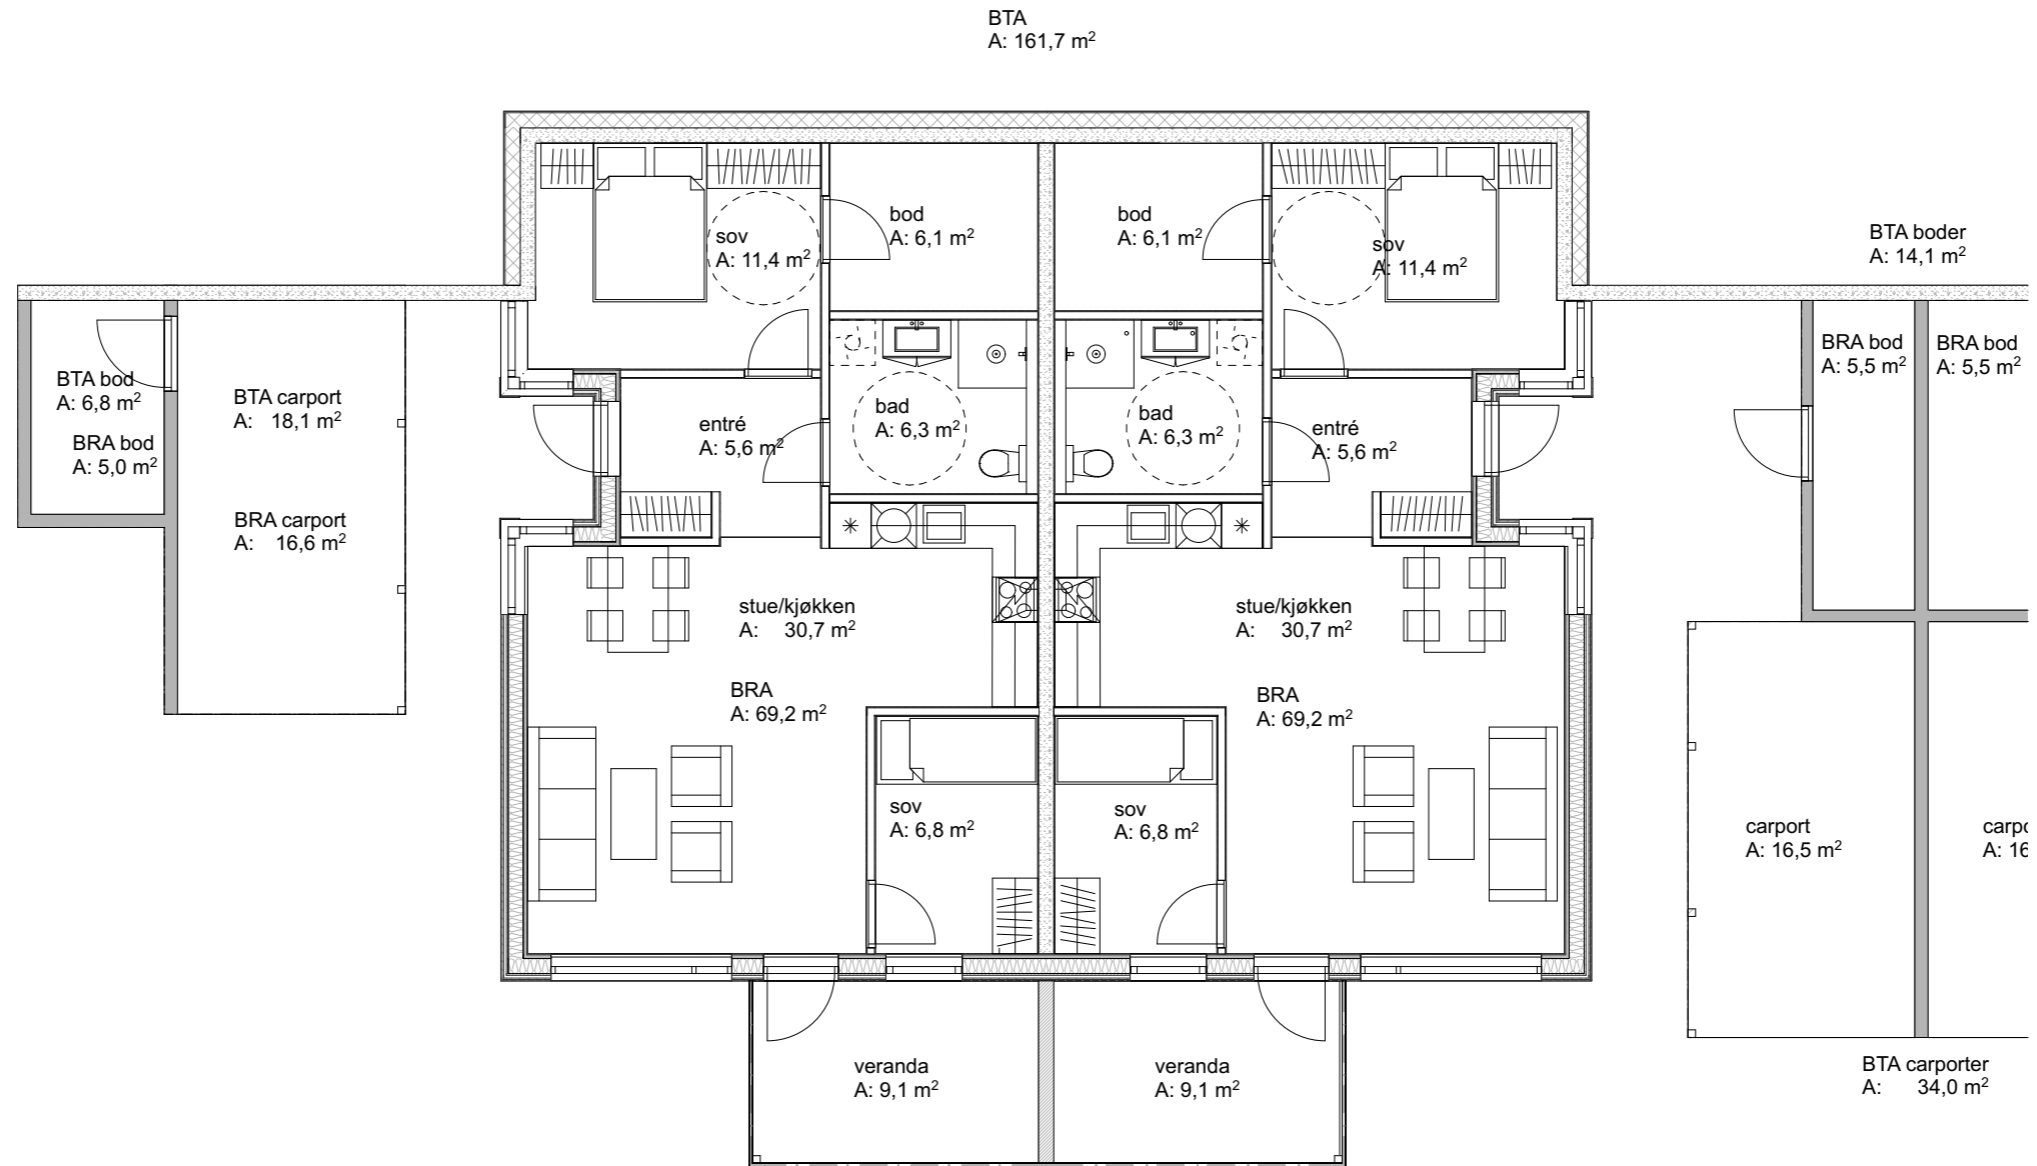 BTA
A: 161,7 m²
bod
A: 6,1 m²
bod
A: 6,1 m²
sov
A: 11,4 m²
sov
A: 11,4 m²
BTA boder
A: 14,1 m²
BTA bod
A: 6,8 m²
BRA bod
A: 5,0 m²
BTA carport
A: 18,1 m²
BRA carport
A: 16,6 m²
entré
A: 5,6 m²
bad
A: 6,3 m²
bad
A: 6,3 m²
entré
A: 5,6 m²
BRA bod
A: 5,5 m²
BRA bod
A: 5,5 m²
stue/kjøkken
A: 30,7 m²
stue/kjøkken
A: 30,7 m²
BRA
A: 69,2 m²
BRA
A: 69,2 m²
sov
A: 6,8 m²
sov
A: 6,8 m²
carport
A: 16,5 m²
carpo
A: 16
veranda
A: 9,1 m²
veranda
A: 9,1 m²
BTA carporter
A: 34,0 m²